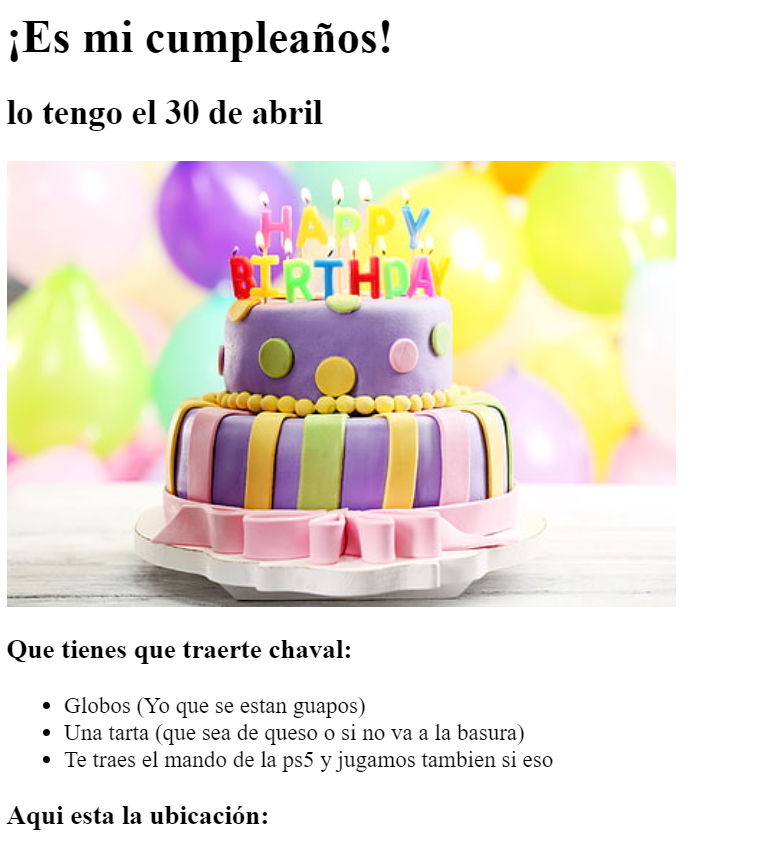 ¡Es mi cumpleaños!
lo tengo el 30 de abril
HAPPY
BIRTHDAY
Que tienes que traerte chaval:
Globos (Yo que se estan guapos)
Una tarta (que sea de queso o si no va a la basura)
Te traes el mando de la ps5 y jugamos tambien si eso
Aqui esta la ubicación: